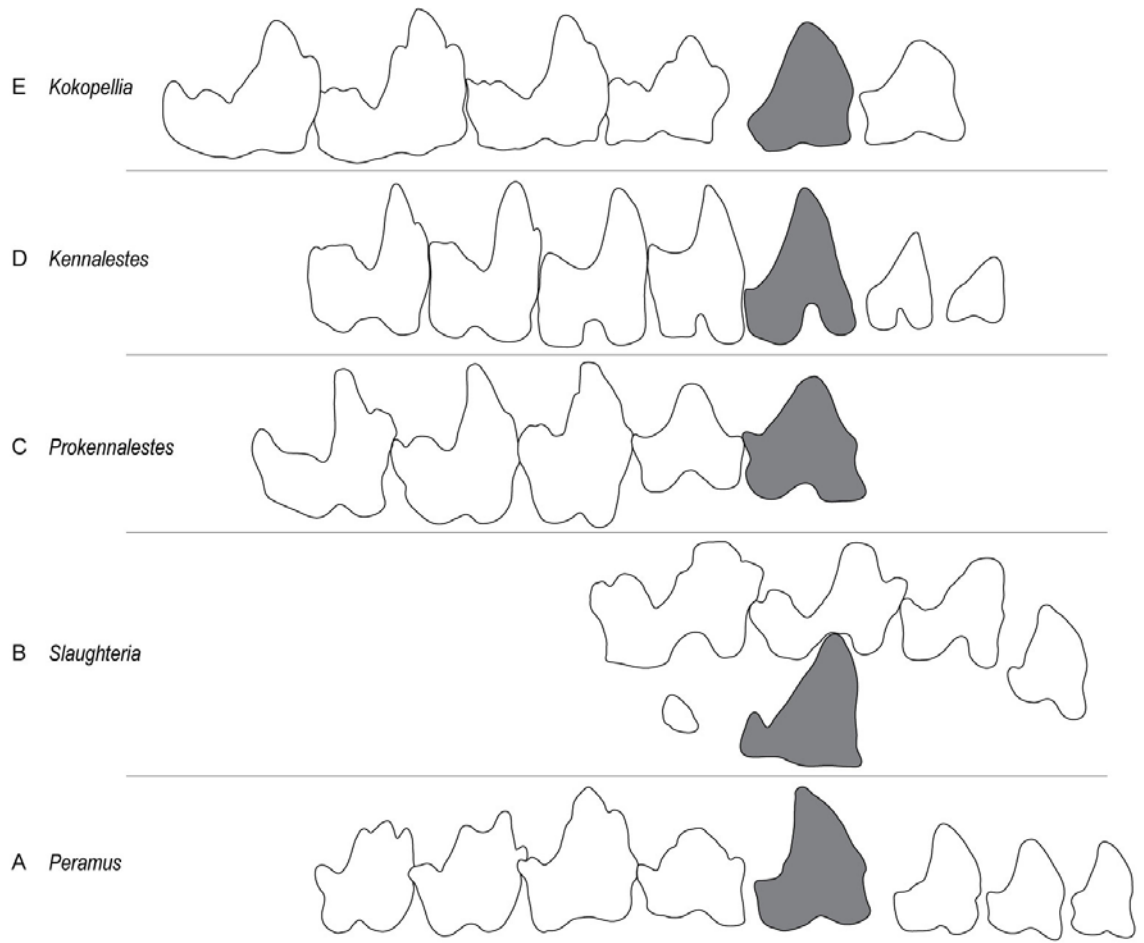 E Kokopellia
D Kennalestes
C Prokennalestes
B Slaughteria
A Peramus